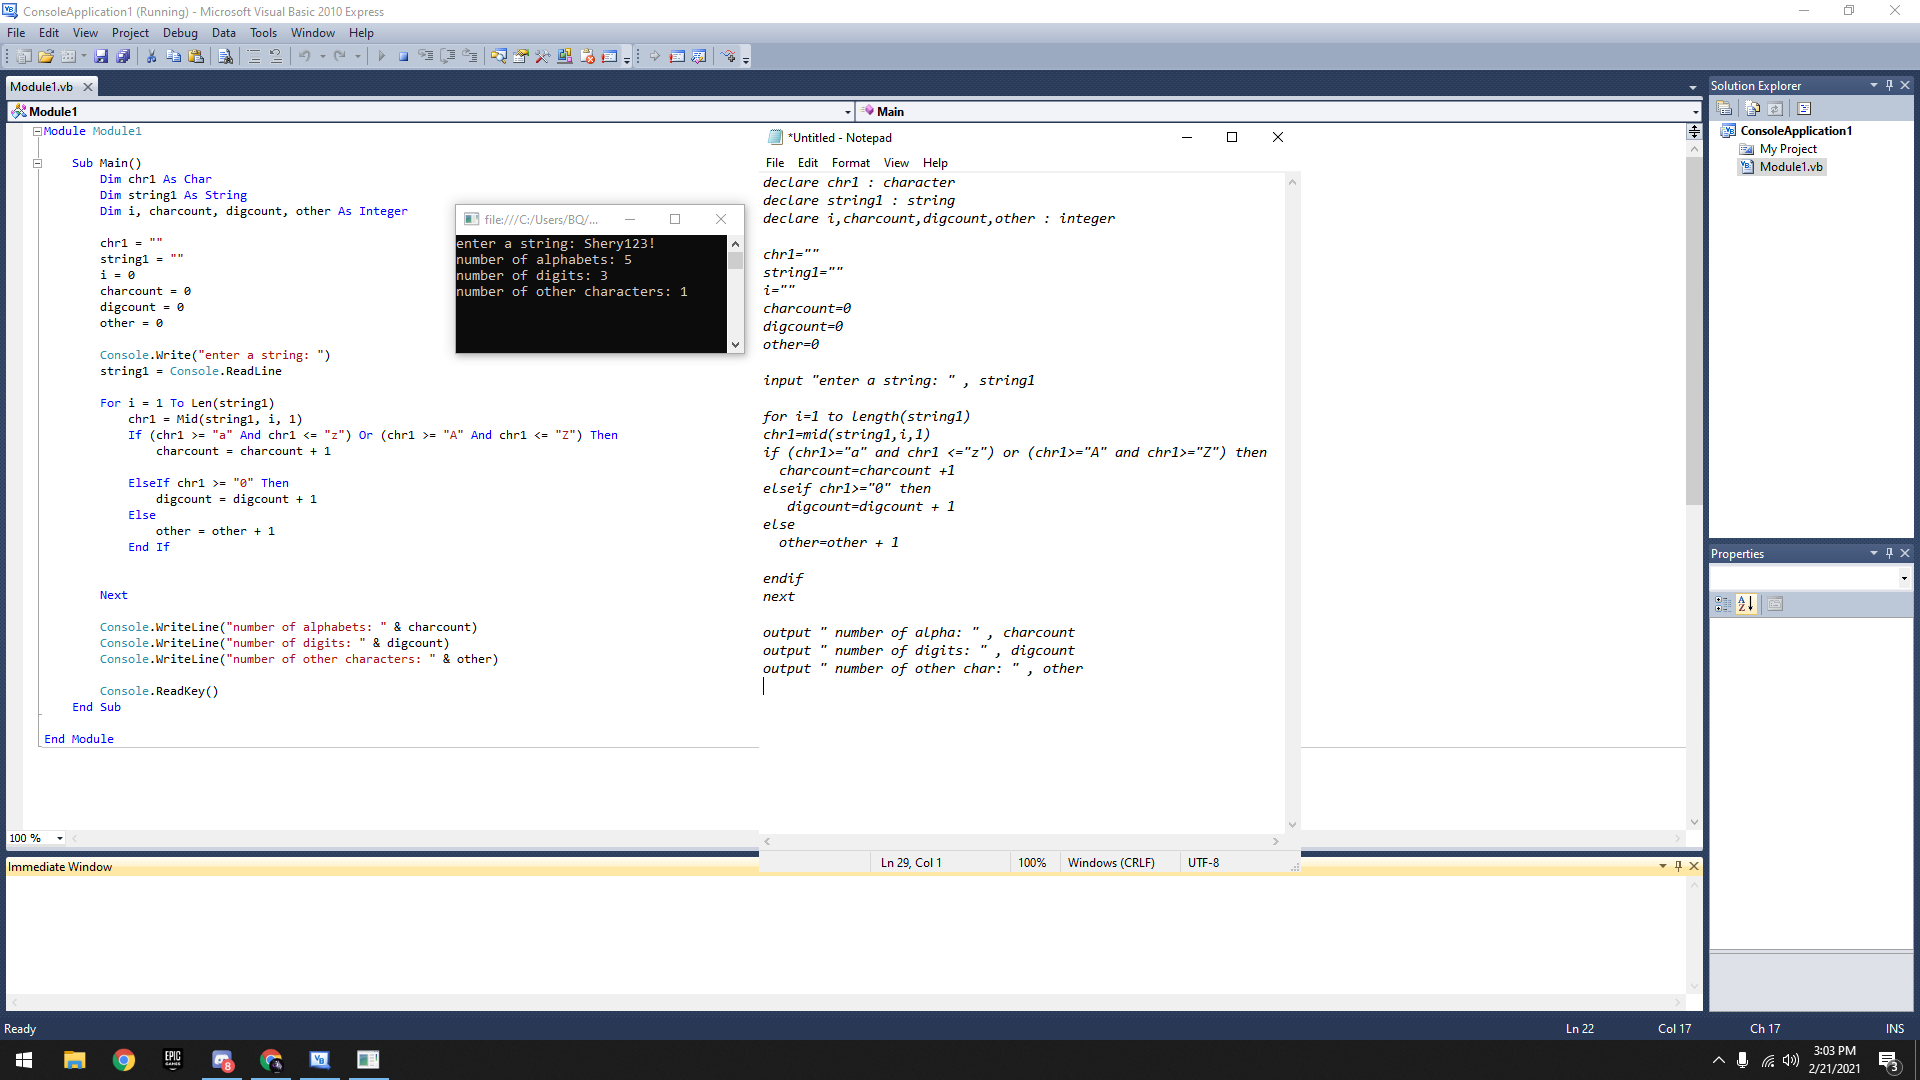 ConsoleApplication1 (Running) - Microsoft Visual Basic 2010 Express
File Edit View Project Debug Data Tools Window Help
Module1.vb
Module1
Main
Module Module1
Sub Main()
Dim chr1 As Char
Dim string1 As String
Dim i, charcount, digcount, other As Integer
chr1 = ""
string1 = ""
i = 0
charcount = 0
digcount = 0
other = 0
Console.Write("enter a string: ")
string1 = Console.ReadLine
For i = 1 To Len(string1)
chr1 = Mid(string1, i, 1)
If (chr1 >= "a" And chr1 <= "z") Or (chr1 >= "A" And chr1 <= "Z") Then
charcount = charcount + 1
ElseIf chr1 >= "0" Then
digcount = digcount + 1
Else
other = other + 1
End If
Next
Console.WriteLine("number of alphabets: " & charcount)
Console.WriteLine("number of digits: " & digcount)
Console.WriteLine("number of other characters: " & other)
Console.ReadKey()
End Sub
End Module
100 %
file:///C:/Users/BQ/...
enter a string: Shery123!
number of alphabets: 5
number of digits: 3
number of other characters: 1
*Untitled - Notepad
File Edit Format View Help
declare chr1 : character
declare string1 : string
declare i,charcount,digcount,other : integer
chr1=""
string1=""
i=""
charcount=0
digcount=0
other=0
input "enter a string: " , string1
for i=1 to length(string1)
chr1=mid(string1,i,1)
if (chr1>="a" and chr1 <="z") or (chr1>="A" and chr1>="Z") then
charcount=charcount +1
elseif chr1>="0" then
digcount=digcount + 1
else
other=other + 1
endif
next
output " number of alpha: " , charcount
output " number of digits: " , digcount
output " number of other char: " , other
Ln 29, Col 1 100% Windows (CRLF) UTF-8
Solution Explorer
ConsoleApplication1
My Project
Module1.vb
Properties
Immediate Window
Ready Ln 22 Col 17 Ch 17 INS
EPIC GAMES
8
3:03 PM
2/21/2021
3